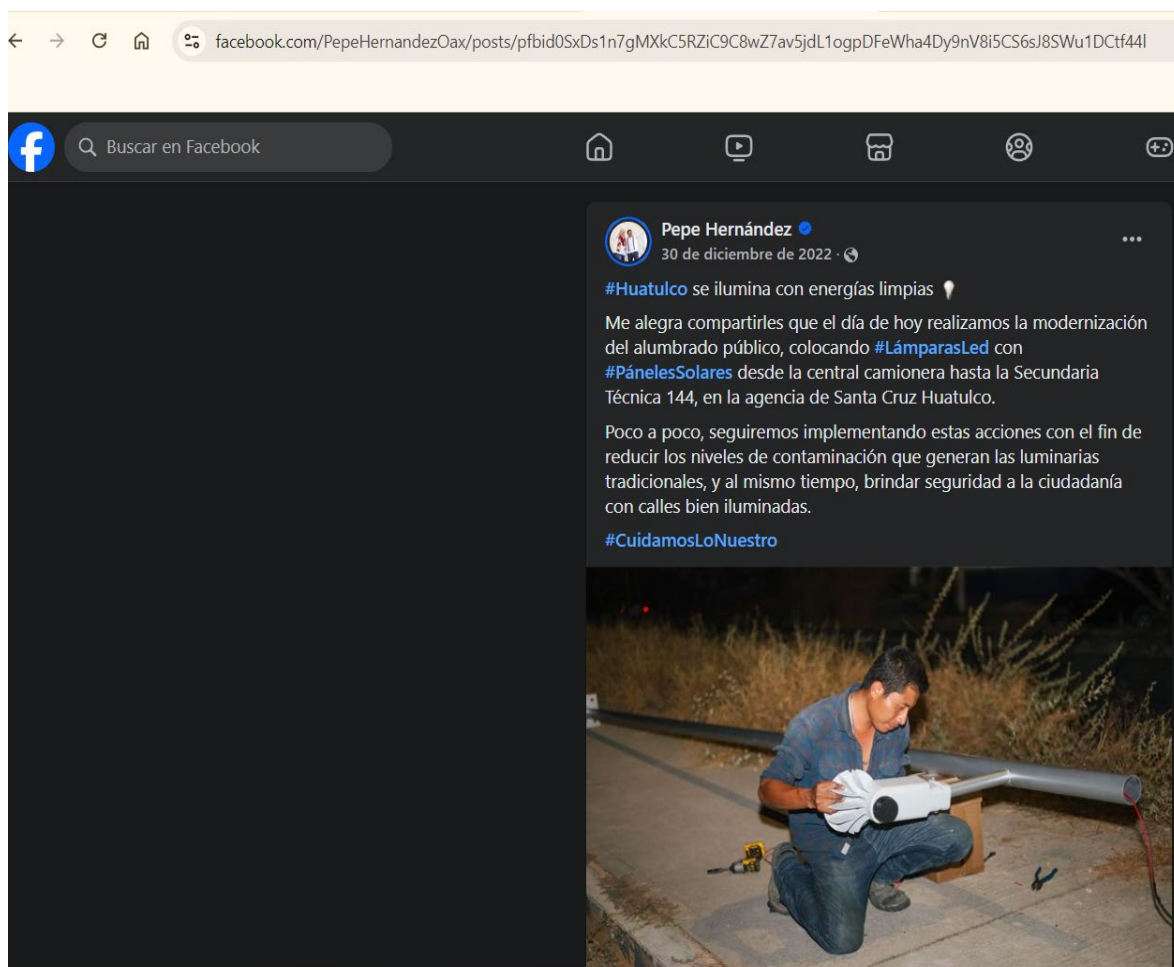 facebook.com/PepeHernandezOax/posts/pfbid0SxDs1n7gMXkC5RZiC9C8wZ7av5jdL1ogpDFeWha4Dy9nV8i5CS6sJ8SWu1DCtf44l
Buscar en Facebook
Pepe Hernández
30 de diciembre de 2022 ·
#Huatulco se ilumina con energías limpias
Me alegra compartirles que el día de hoy realizamos la modernización
del alumbrado público, colocando #LámparasLed con
#PánelesSolares desde la central camionera hasta la Secundaria
Técnica 144, en la agencia de Santa Cruz Huatulco.
Poco a poco, seguiremos implementando estas acciones con el fin de
reducir los niveles de contaminación que generan las luminarias
tradicionales, y al mismo tiempo, brindar seguridad a la ciudadanía
con calles bien iluminadas.
#CuidamosLoNuestro